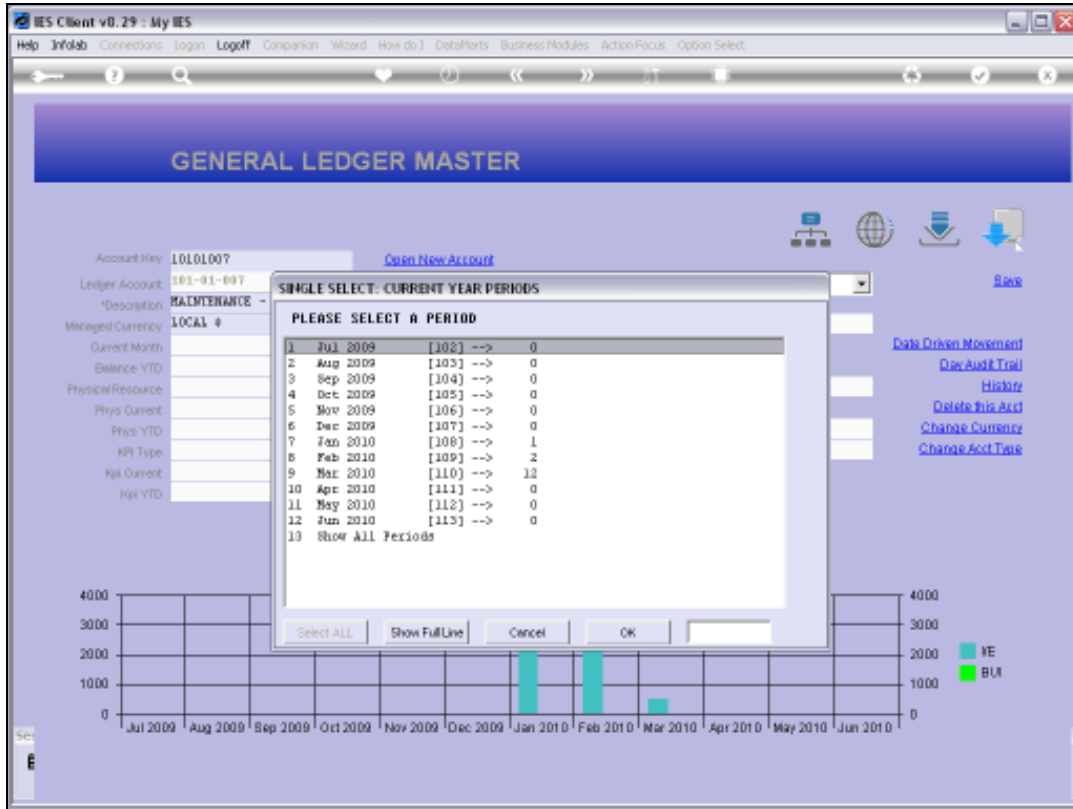 IES Client v8.29 : My IES
Help Infolab Connections Logon Logoff Companion Wizard How do I DataMarts Business Modules Action Focus Option Select
GENERAL LEDGER MASTER
Account Key 10101007 Open New Account
Ledger Account 101-01-007 Save
*Description MAINTENANCE -
Managed Currency LOCAL
Current Month Date Driven Movement
Balance YTD Day Audit Trail
Physical Resource History
Phys Current Delete this Acct
Phys YTD Change Currency
KPI Type Change Acct Type
Kpi Current
Kpi YTD
SINGLE SELECT: CURRENT YEAR PERIODS
PLEASE SELECT A PERIOD
1 Jul 2009 [102] --> 0
2 Aug 2009 [103] --> 0
3 Sep 2009 [104] --> 0
4 Oct 2009 [105] --> 0
5 Nov 2009 [106] --> 0
6 Dec 2009 [107] --> 0
7 Jan 2010 [108] --> 1
8 Feb 2010 [109] --> 2
9 Mar 2010 [110] --> 12
10 Apr 2010 [111] --> 0
11 May 2010 [112] --> 0
12 Jun 2010 [113] --> 0
13 Show All Periods
Select ALL Show Full Line Cancel OK
4000 4000
3000 3000
2000 2000
1000 1000
0 0
I/E
BU/
Jul 2009 Aug 2009 Sep 2009 Oct 2009 Nov 2009 Dec 2009 Jan 2010 Feb 2010 Mar 2010 Apr 2010 May 2010 Jun 2010